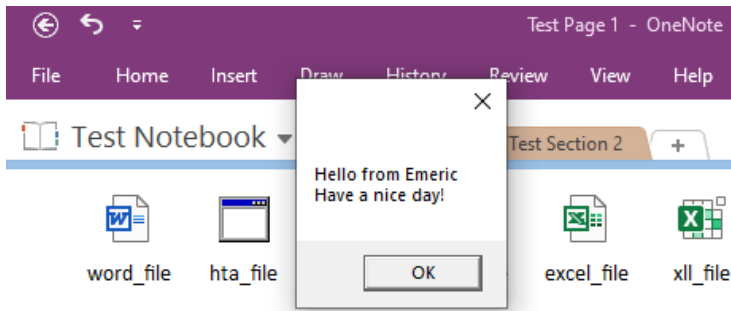 Test Page 1 - OneNote
File Home Insert Draw History Review View Help
Test Notebook Test Section 2 +
Hello from Emeric
Have a nice day!
OK
word_file hta_file excel_file xll_file